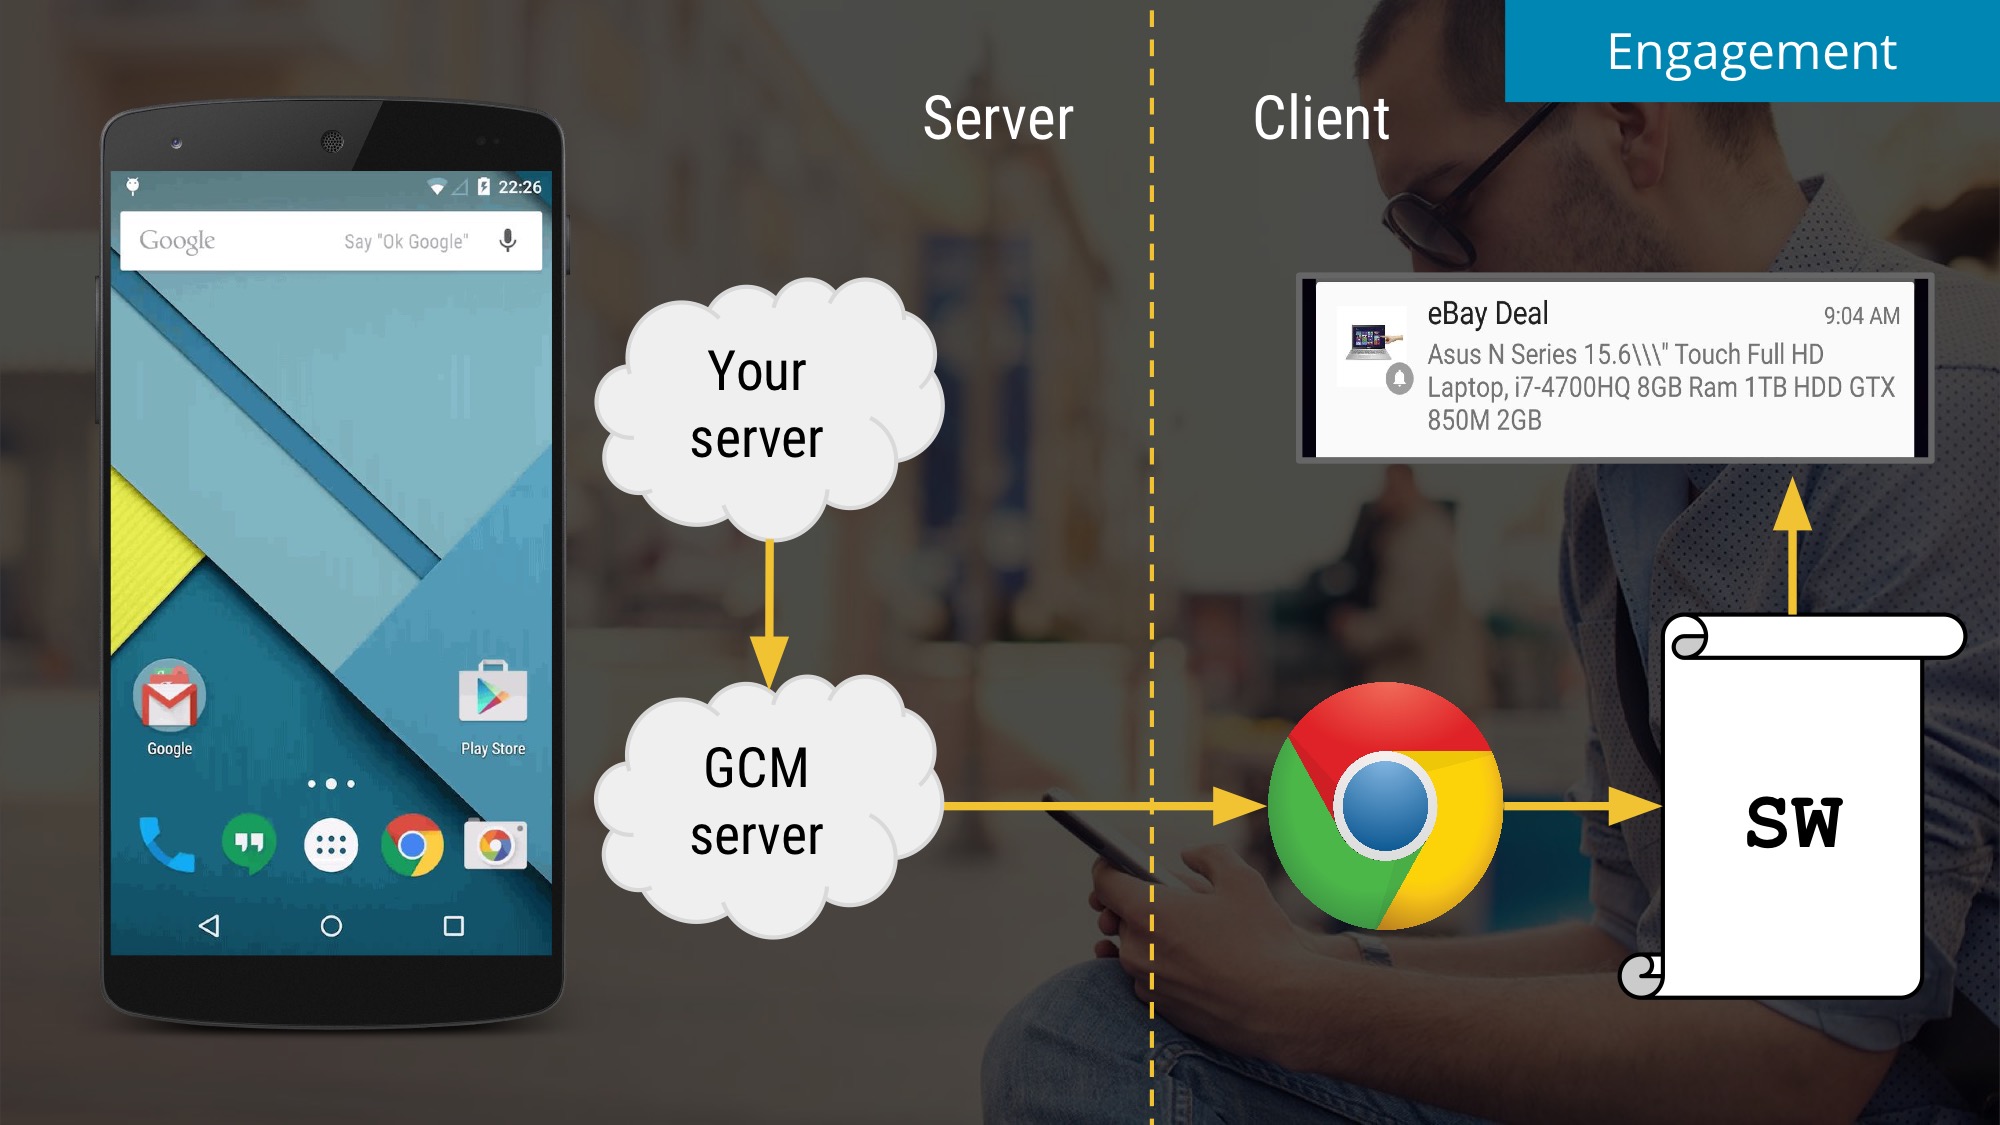 Engagement
Server
Client
22:26
Google
Say "Ok Google"
Google
Play Store
Your
server
GCM
server
eBay Deal
9:04 AM
Asus N Series 15.6\\\" Touch Full HD
Laptop, i7-4700HQ 8GB Ram 1TB HDD GTX
850M 2GB
SW